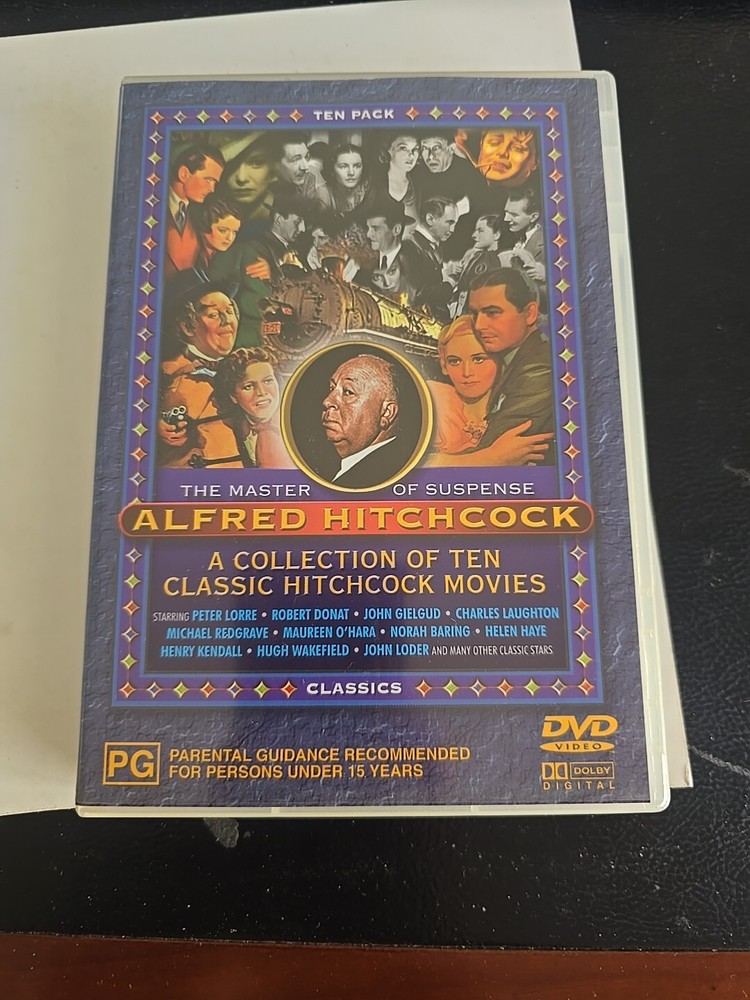 TEN PACK
THE MASTER OF SUSPENSE
ALFRED HITCHCOCK
A COLLECTION OF TEN
CLASSIC HITCHCOCK MOVIES
STARRING PETER LORRE • ROBERT DONAT • JOHN GIELGUD • CHARLES LAUGHTON
MICHAEL REDGRAVE • MAUREEN O'HARA • NORAH BARING • HELEN HAYE
HENRY KENDALL • HUGH WAKEFIELD • JOHN LODER AND MANY OTHER CLASSIC STARS
CLASSICS
PG PARENTAL GUIDANCE RECOMMENDED
FOR PERSONS UNDER 15 YEARS
DVD
VIDEO
DOLBY
DIGITAL